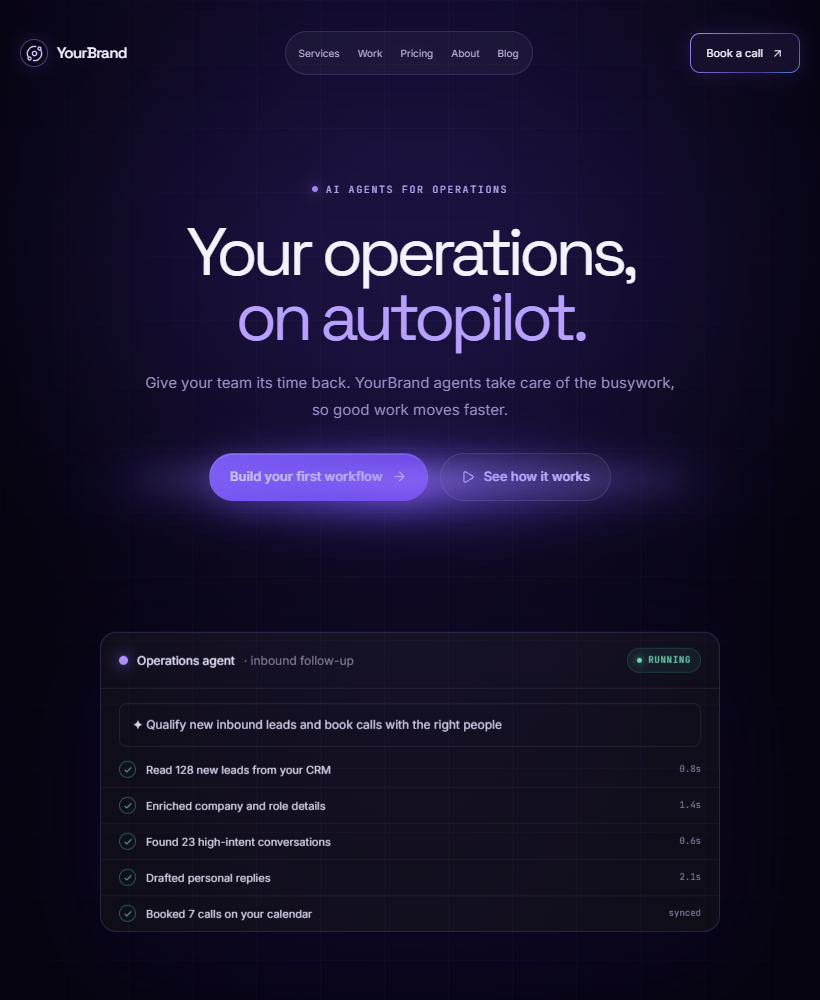 YourBrand
Services Work Pricing About Blog
Book a call
AI AGENTS FOR OPERATIONS
Your operations,
on autopilot.
Give your team its time back. YourBrand agents take care of the busywork,
so good work moves faster.
Build your first workflow
See how it works
Operations agent · inbound follow-up
RUNNING
✦ Qualify new inbound leads and book calls with the right people
Read 128 new leads from your CRM 0.8s
Enriched company and role details 1.4s
Found 23 high-intent conversations 0.6s
Drafted personal replies 2.1s
Booked 7 calls on your calendar synced